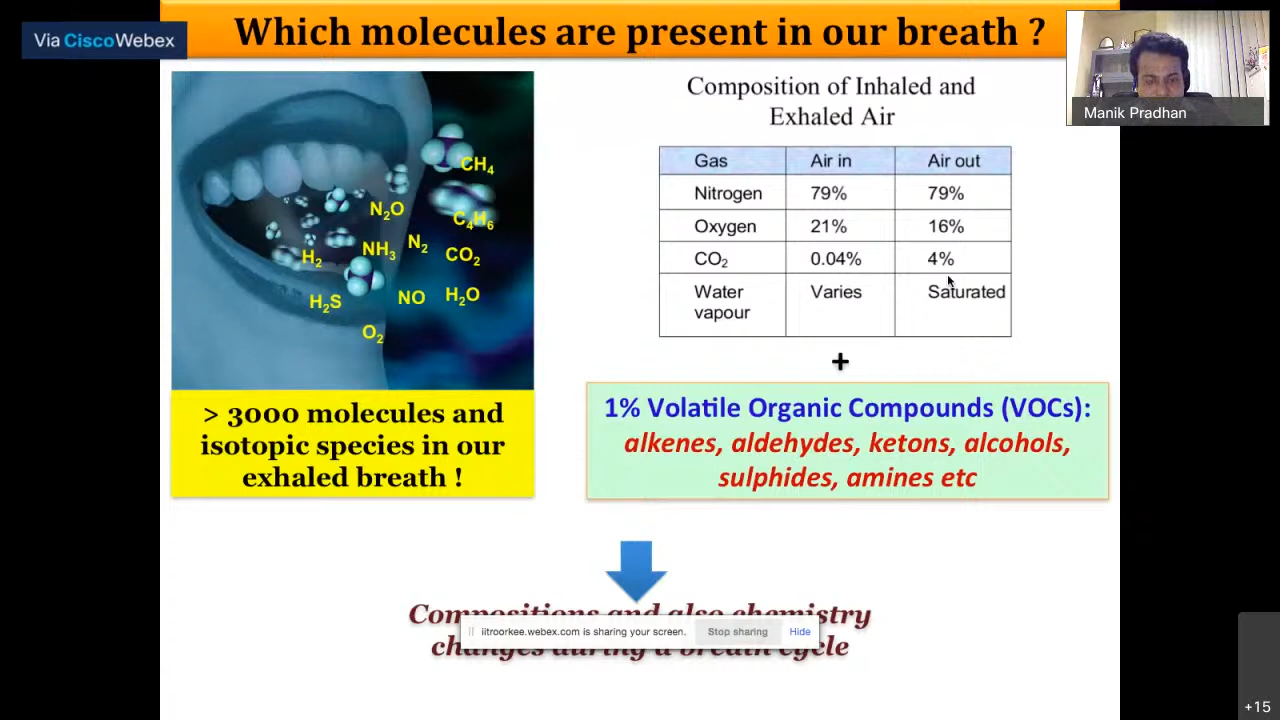 Via CiscoWebex
Which molecules are present in our breath ?
Manik Pradhan
CH₄
N₂O
C₄H₆
NH₃
N₂
CO₂
H₂
H₂S
NO
H₂O
O₂
> 3000 molecules and
isotopic species in our
exhaled breath !
Composition of Inhaled and
Exhaled Air
Gas Air in Air out
Nitrogen 79% 79%
Oxygen 21% 16%
CO₂ 0.04% 4%
Water Varies Saturated
vapour
+
1% Volatile Organic Compounds (VOCs):
alkenes, aldehydes, ketons, alcohols,
sulphides, amines etc
Compositions and also chemistry
iitroorkee.webex.com is sharing your screen. Stop sharing Hide
changes during a breath cycle
+15